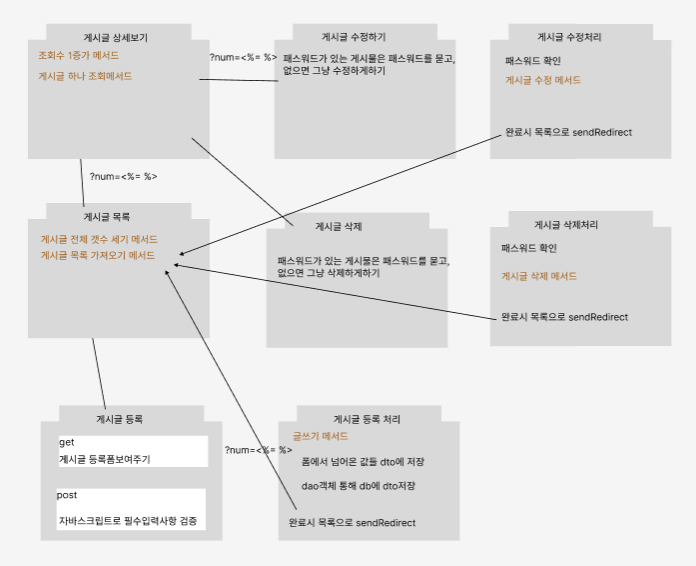 게시글 상세보기
조회수 1증가 메서드
게시글 하나 조회메서드
?num=<%= %>
게시글 수정하기
패스워드가 있는 게시물은 패스워드를 묻고,
없으면 그냥 수정하게하기
게시글 수정처리
패스워드 확인
게시글 수정 메서드
완료시 목록으로 sendRedirect
?num=<%= %>
게시글 목록
게시글 전체 갯수 세기 메서드
게시글 목록 가져오기 메서드
게시글 삭제
패스워드가 있는 게시물은 패스워드를 묻고,
없으면 그냥 삭제하게하기
게시글 삭제처리
패스워드 확인
게시글 삭제 메서드
완료시 목록으로 sendRedirect
게시글 등록
get
게시글 등록폼보여주기
post
자바스크립트로 필수입력사항 검증
?num=<%= %>
게시글 등록 처리
글쓰기 메서드
폼에서 넘어온 값들 dto에 저장
dao객체 통해 db에 dto저장
완료시 목록으로 sendRedirect